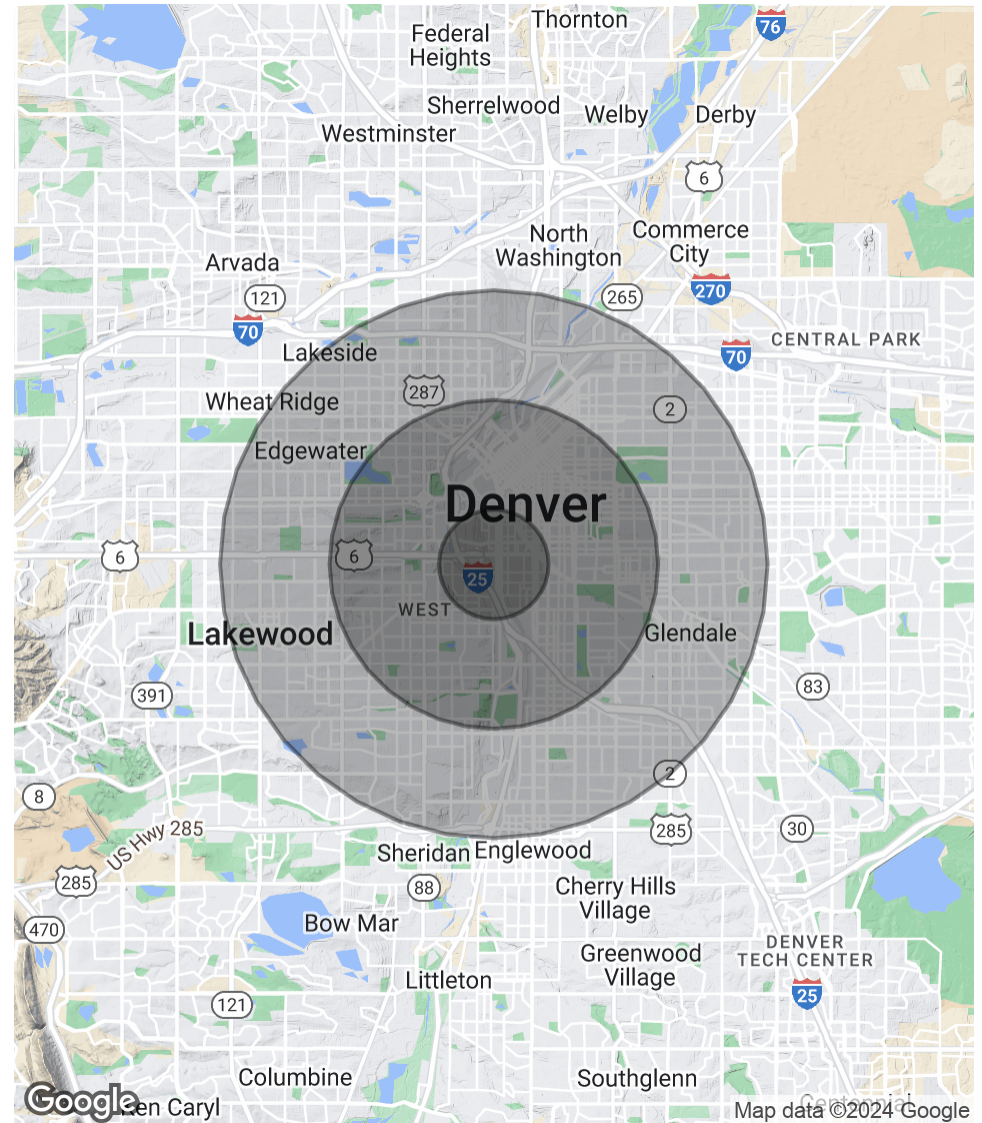 Thornton
76
Federal
Heights
Sherrelwood
Welby
Derby
Westminster
6
North
Washington
Commerce
City
Arvada
121
265
270
70
CENTRAL PARK
Lakeside
70
287
Wheat Ridge
2
Edgewater
Denver
6
6
25
WEST
Lakewood
Glendale
391
83
2
8
US Hwy 285
285
30
Sheridan
Englewood
285
88
Cherry Hills
Village
Bow Mar
470
DENVER
TECH CENTER
Greenwood
Village
Littleton
25
121
Columbine
Southglenn
Google
Ken Caryl
Centennial
Map data ©2024 Google